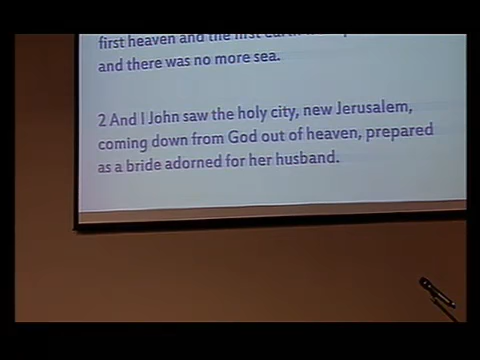 first heaven and the first earth
and there was no more sea.
2 And I John saw the holy city, new Jerusalem,
coming down from God out of heaven, prepared
as a bride adorned for her husband.